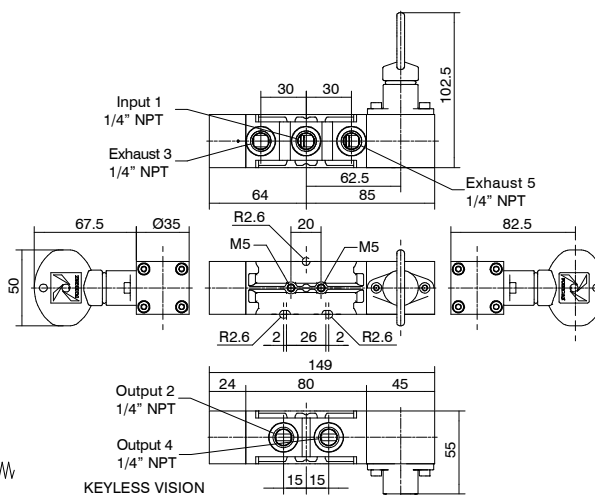 102.5
30 30
Input 1
1/4” NPT
Exhaust 3
1/4” NPT
62.5
Exhaust 5
1/4” NPT
64 85
67.5 Ø35 R2.6 20 82.5
M5 M5
50
R2.6 2 26 2 R2.6
149
24 80 45
Output 2
1/4” NPT
Output 4
1/4” NPT
55
15 15
KEYLESS VISION